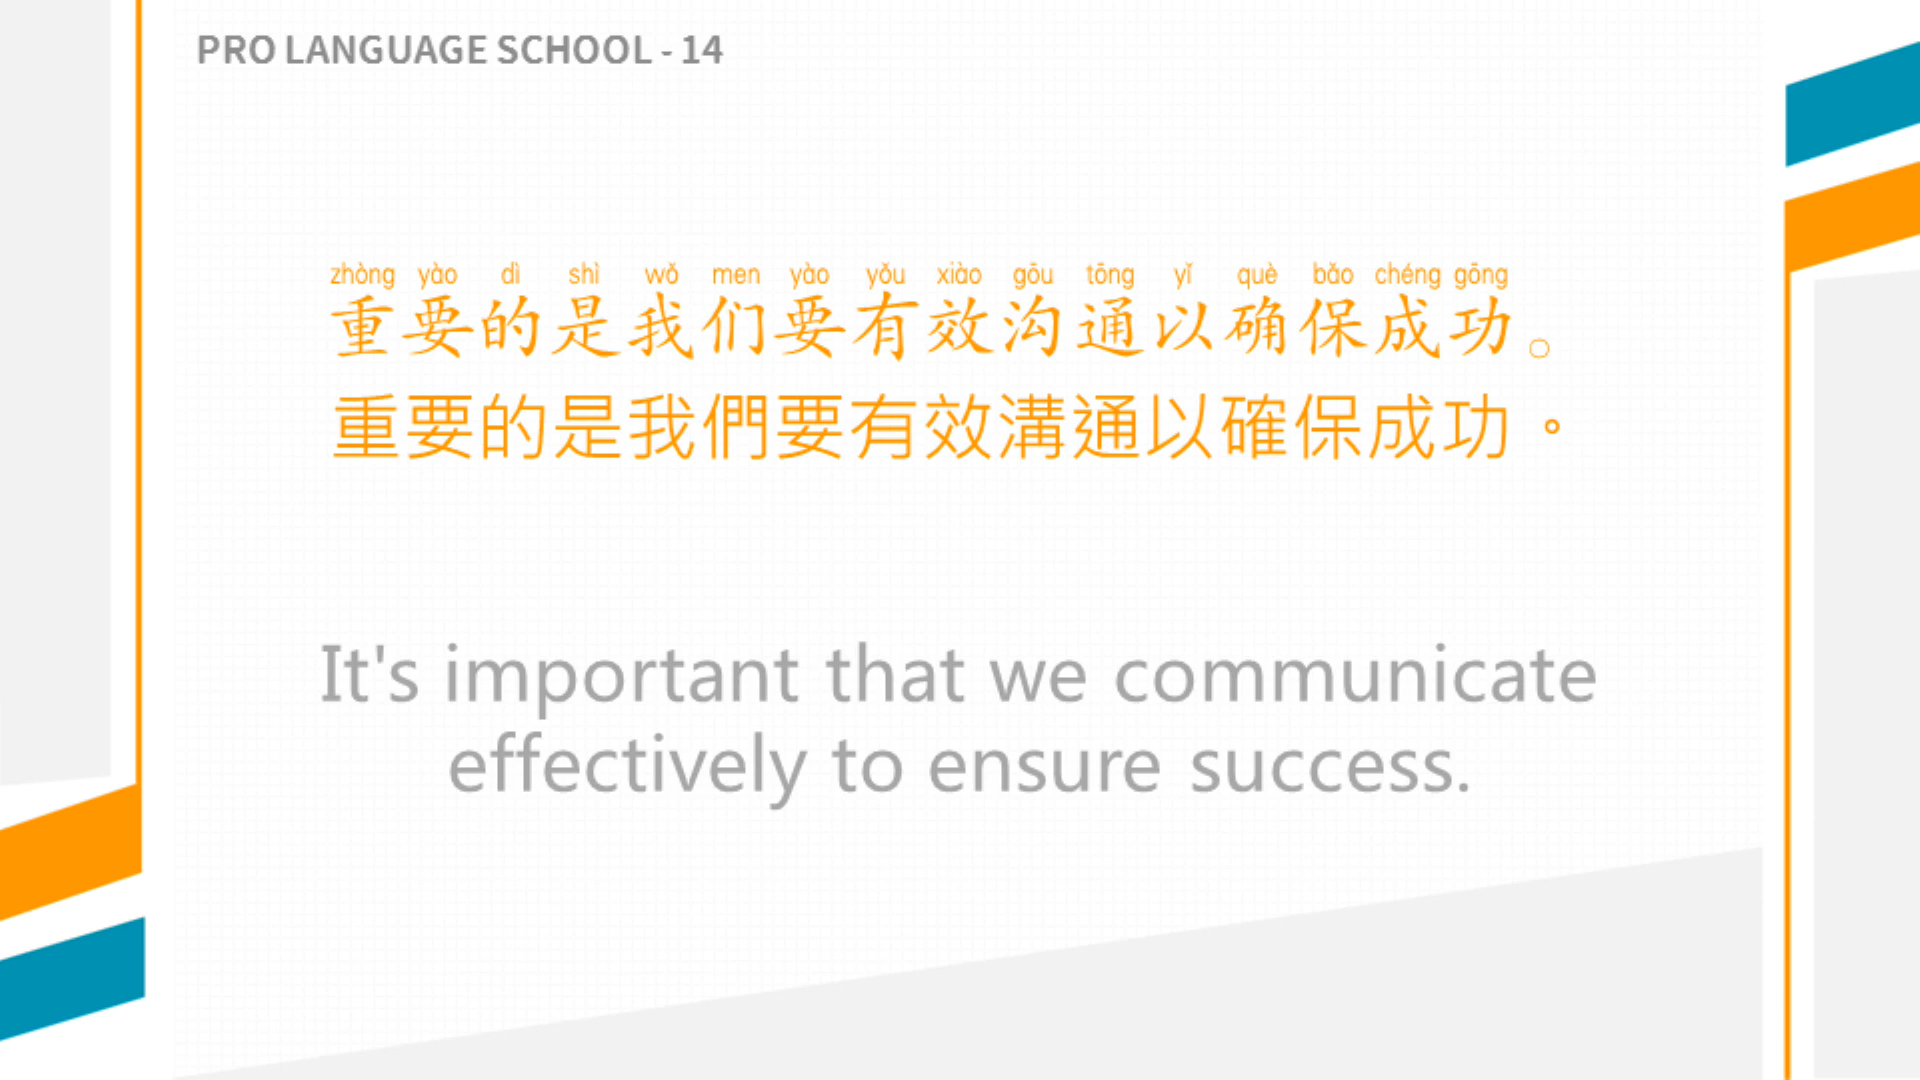 PRO LANGUAGE SCHOOL - 14
zhòng yào dì shì wǒ men yào yǒu xiào gōu tōng yǐ què bǎo chéng gōng
重要的是我们要有效沟通以确保成功。
重要的是我們要有效溝通以確保成功。
It's important that we communicate
effectively to ensure success.